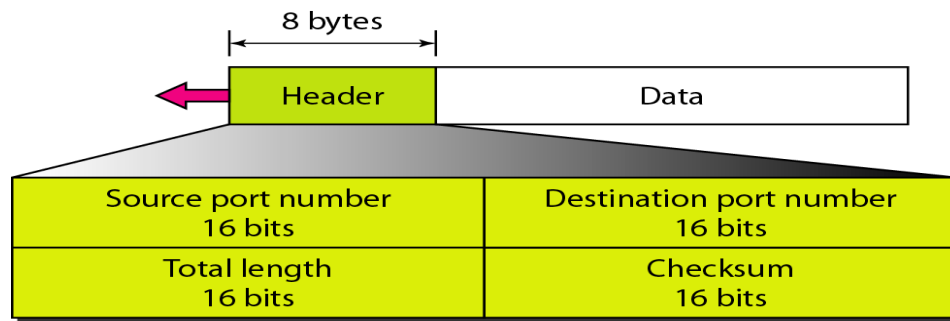 8 bytes
Header
Data
Source port number
16 bits
Destination port number
16 bits
Total length
16 bits
Checksum
16 bits